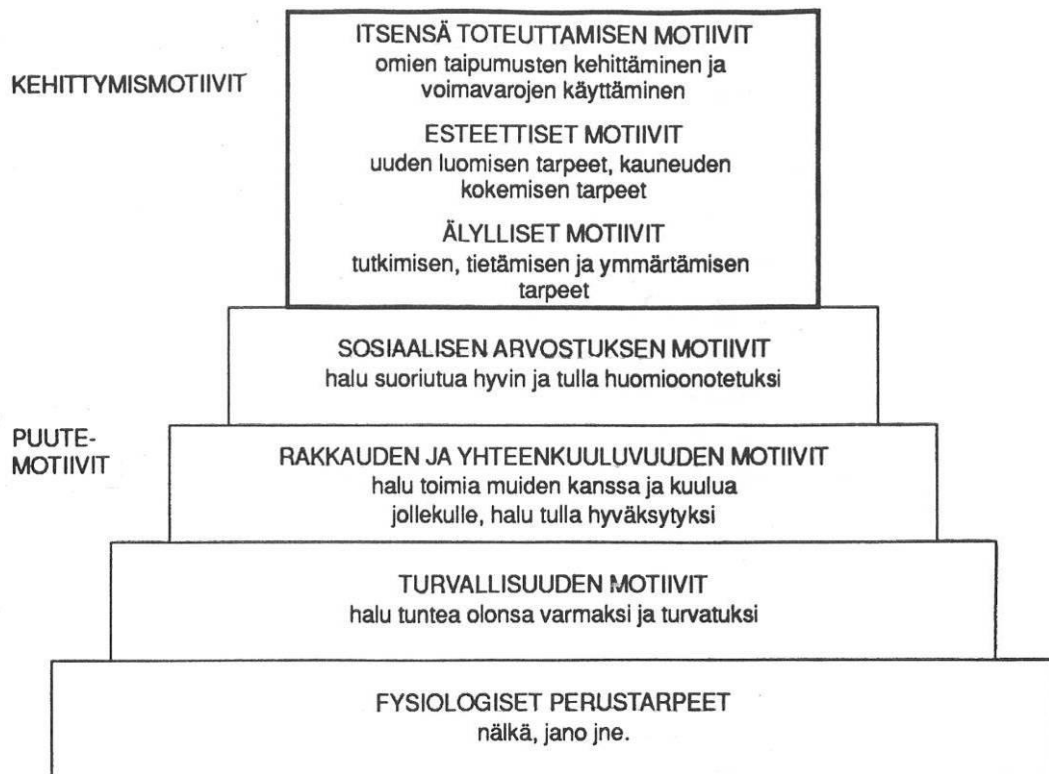 ITSENSÄ TOTEUTTAMISEN MOTIIVIT
omien taipumusten kehittäminen ja
voimavarojen käyttäminen
KEHITTYMISMOTIIVIT
ESTEETTISET MOTIIVIT
uuden luomisen tarpeet, kauneuden
kokemisen tarpeet
ÄLYLLISET MOTIIVIT
tutkimisen, tietämisen ja ymmärtämisen
tarpeet
SOSIAALISEN ARVOSTUKSEN MOTIIVIT
halu suoriutua hyvin ja tulla huomioonotetuksi
PUUTE-
MOTIIVIT
RAKKAUDEN JA YHTEENKUULUVUUDEN MOTIIVIT
halu toimia muiden kanssa ja kuulua
jollekulle, halu tulla hyväksytyksi
TURVALLISUUDEN MOTIIVIT
halu tuntea olonsa varmaksi ja turvatuksi
FYSIOLOGISET PERUSTARPEET
nälkä, jano jne.